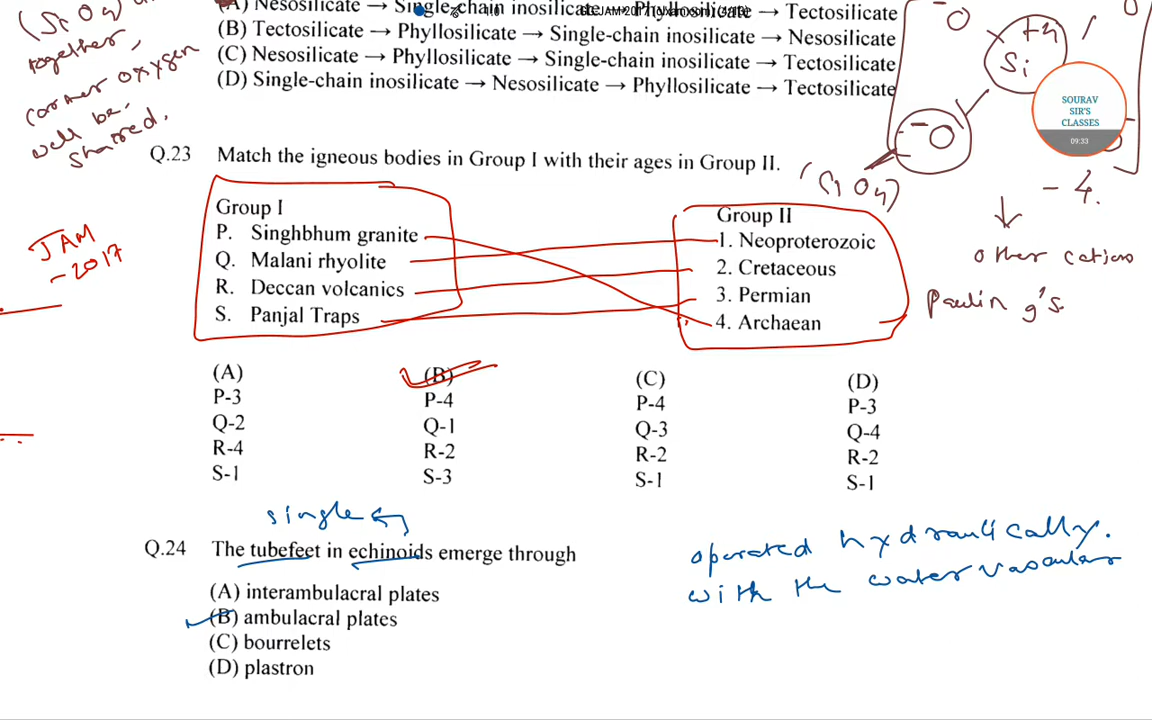 (A) Nesosilicate → Single-chain inosilicate → Phyllosilicate → Tectosilicate
(B) Tectosilicate → Phyllosilicate → Single-chain inosilicate → Nesosilicate
(C) Nesosilicate → Phyllosilicate → Single-chain inosilicate → Tectosilicate
(D) Single-chain inosilicate → Nesosilicate → Phyllosilicate → Tectosilicate
together,
corner oxygen
will be
shared.
-O
+4
Si
-O
SOURAV
SIR'S
CLASSES
09:33
(SiO4)
- 4.
↓
other cations
Pauling's
Q.23 Match the igneous bodies in Group I with their ages in Group II.
JAM
-2017
Group I
P. Singhbhum granite
Q. Malani rhyolite
R. Deccan volcanics
S. Panjal Traps
Group II
1. Neoproterozoic
2. Cretaceous
3. Permian
4. Archaean
(A)
P-3
Q-2
R-4
S-1
(B)
P-4
Q-1
R-2
S-3
(C)
P-4
Q-3
R-2
S-1
(D)
P-3
Q-4
R-2
S-1
single
Q.24 The tubefeet in echinoids emerge through
(A) interambulacral plates
(B) ambulacral plates
(C) bourrelets
(D) plastron
operated hydraulically.
with the water vascular